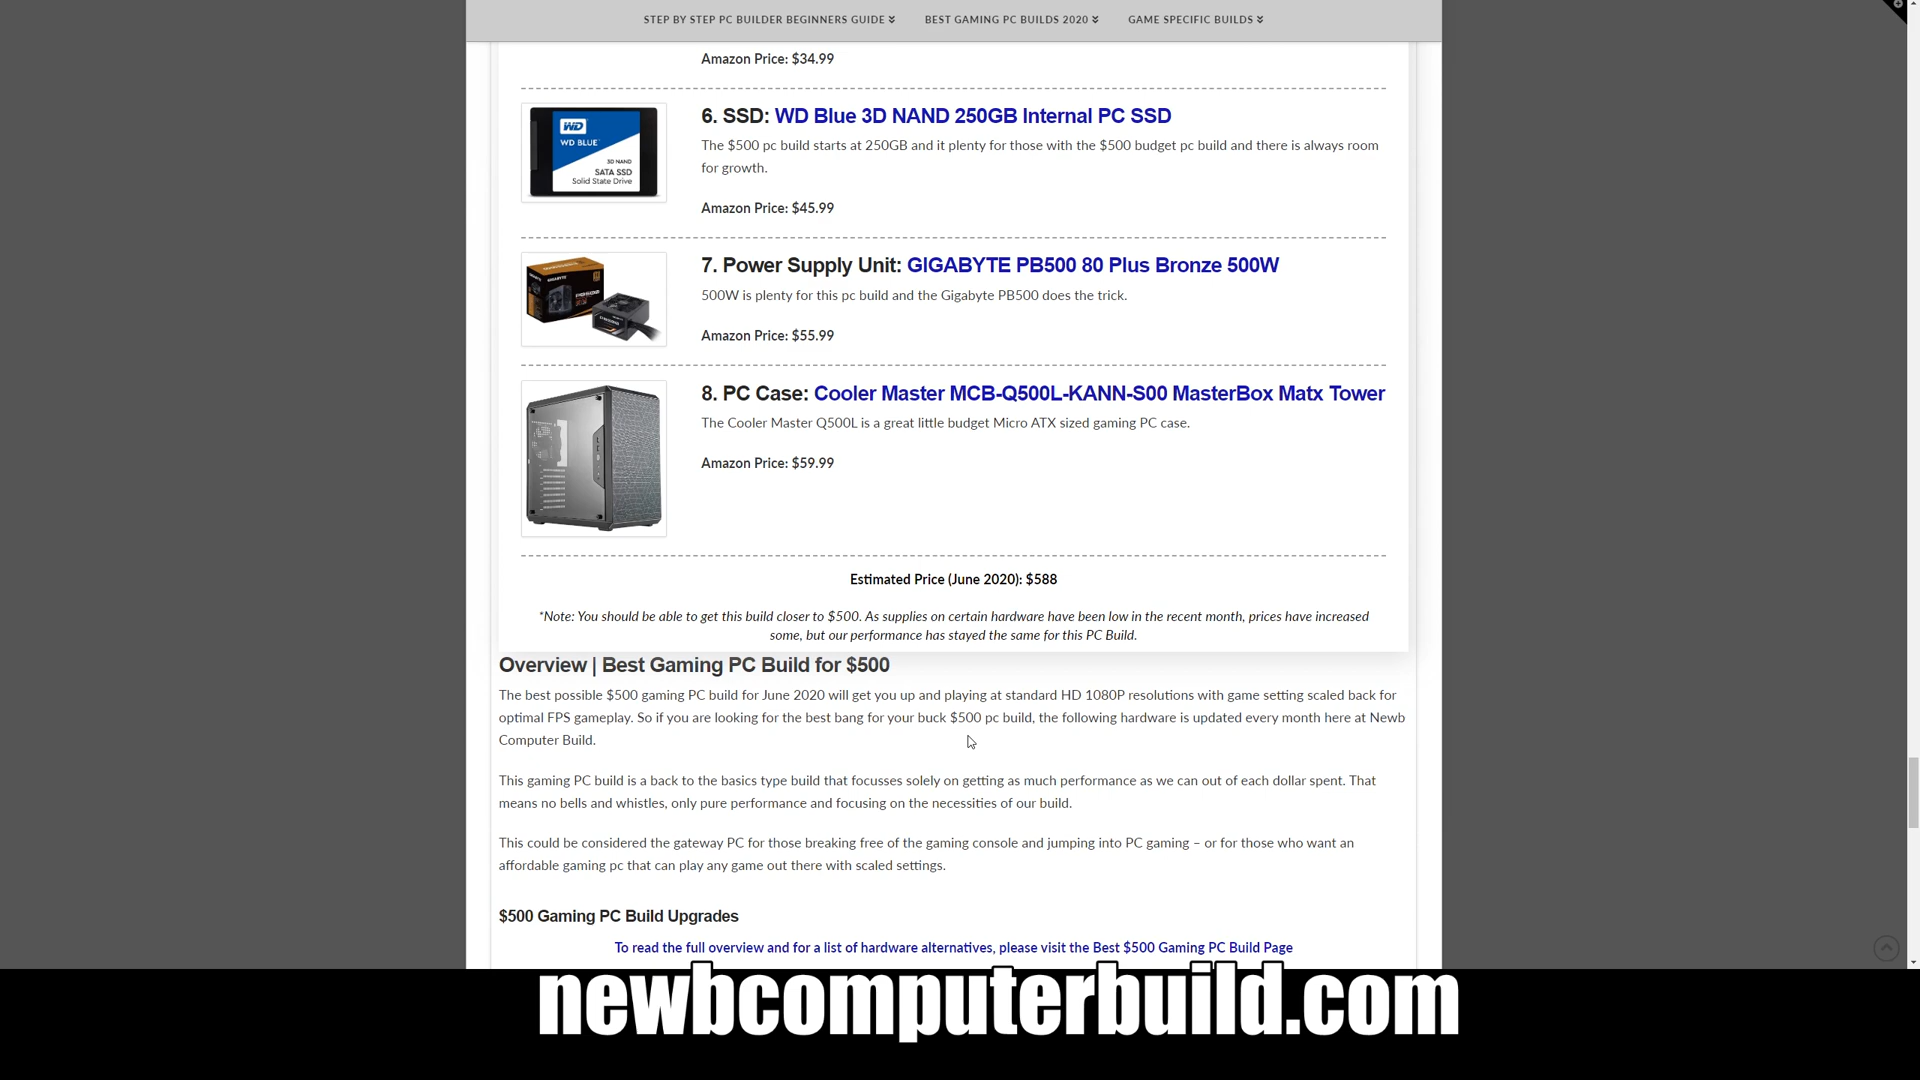 STEP BY STEP PC BUILDER BEGINNERS GUIDE BEST GAMING PC BUILDS 2020 GAME SPECIFIC BUILDS
Amazon Price: $34.99
6. SSD: WD Blue 3D NAND 250GB Internal PC SSD
The $500 pc build starts at 250GB and it plenty for those with the $500 budget pc build and there is always room
for growth.
WD
WD BLUE
3D NAND
SATA SSD
Solid State Drive
Amazon Price: $45.99
7. Power Supply Unit: GIGABYTE PB500 80 Plus Bronze 500W
500W is plenty for this pc build and the Gigabyte PB500 does the trick.
Amazon Price: $55.99
8. PC Case: Cooler Master MCB-Q500L-KANN-S00 MasterBox Matx Tower
The Cooler Master Q500L is a great little budget Micro ATX sized gaming PC case.
Amazon Price: $59.99
Estimated Price (June 2020): $588
*Note: You should be able to get this build closer to $500. As supplies on certain hardware have been low in the recent month, prices have increased
some, but our performance has stayed the same for this PC Build.
Overview | Best Gaming PC Build for $500
The best possible $500 gaming PC build for June 2020 will get you up and playing at standard HD 1080P resolutions with game setting scaled back for
optimal FPS gameplay. So if you are looking for the best bang for your buck $500 pc build, the following hardware is updated every month here at Newb
Computer Build.
This gaming PC build is a back to the basics type build that focusses solely on getting as much performance as we can out of each dollar spent. That
means no bells and whistles, only pure performance and focusing on the necessities of our build.
This could be considered the gateway PC for those breaking free of the gaming console and jumping into PC gaming – or for those who want an
affordable gaming pc that can play any game out there with scaled settings.
$500 Gaming PC Build Upgrades
To read the full overview and for a list of hardware alternatives, please visit the Best $500 Gaming PC Build Page
newbcomputerbuild.com